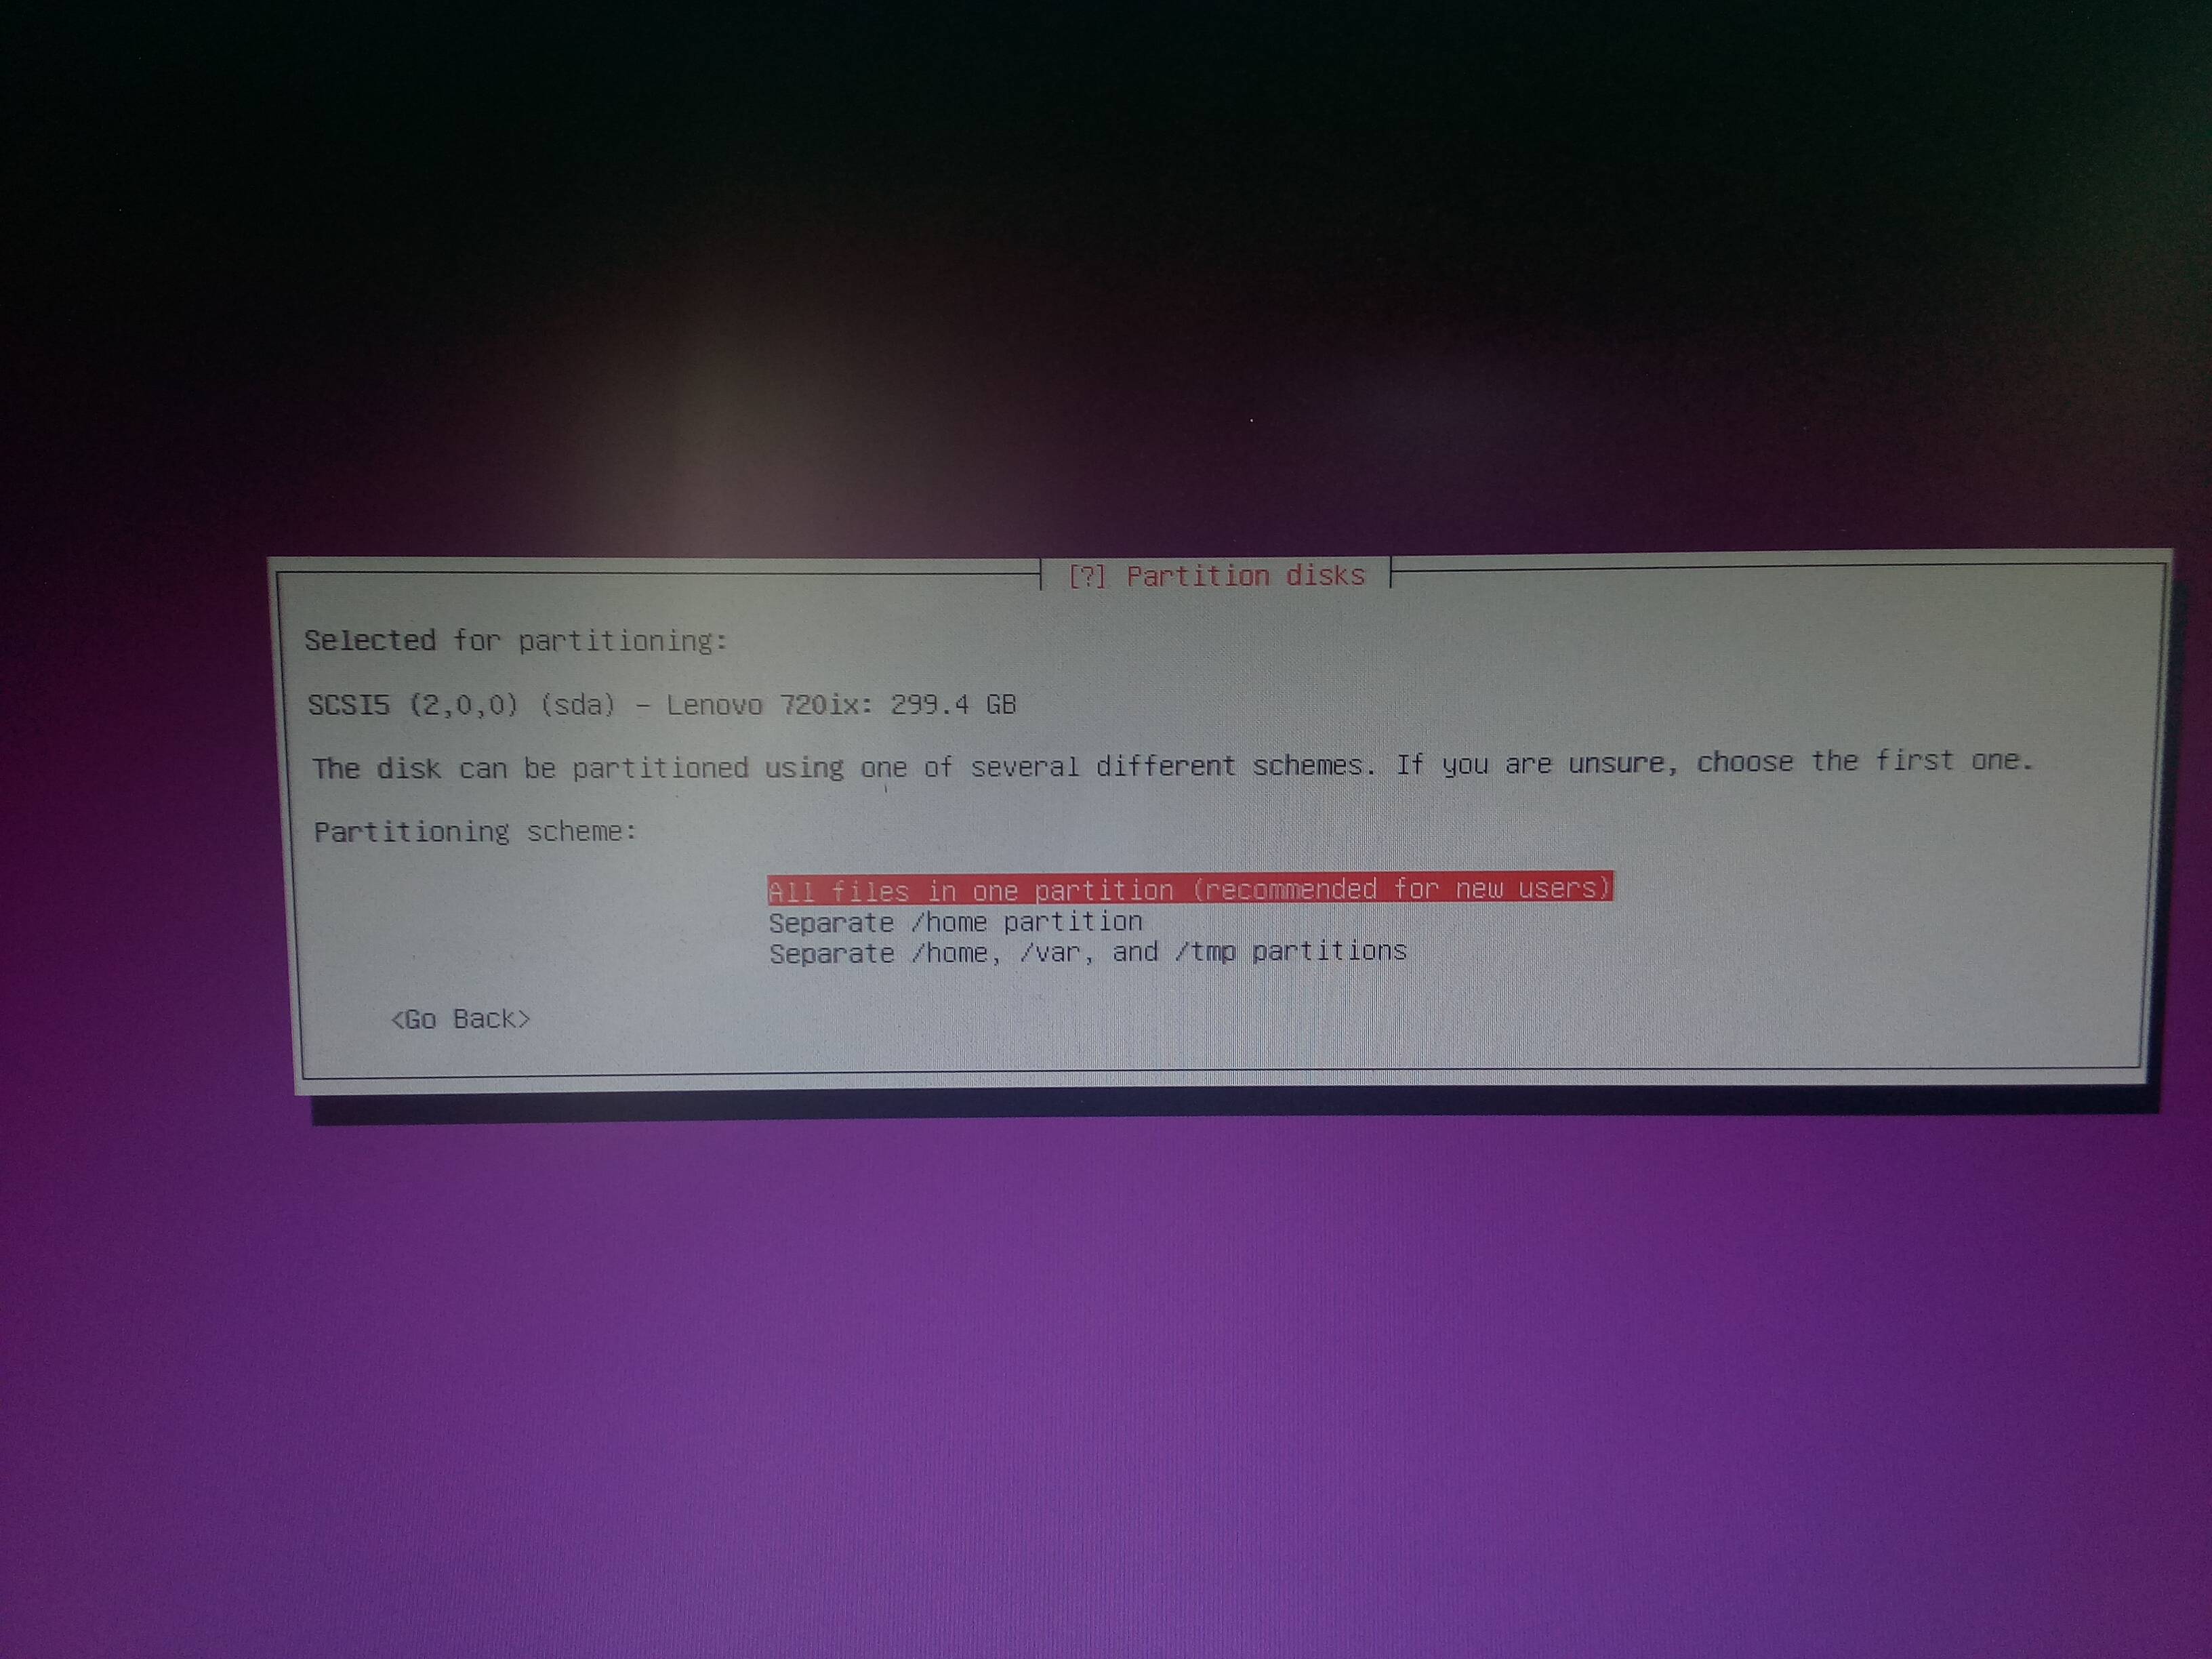 [?] Partition disks
Selected for partitioning:
SCSI5 (2,0,0) (sda) - Lenovo 720ix: 299.4 GB
The disk can be partitioned using one of several different schemes. If you are unsure, choose the first one.
Partitioning scheme:
All files in one partition (recommended for new users)
Separate /home partition
Separate /home, /var, and /tmp partitions
<Go Back>